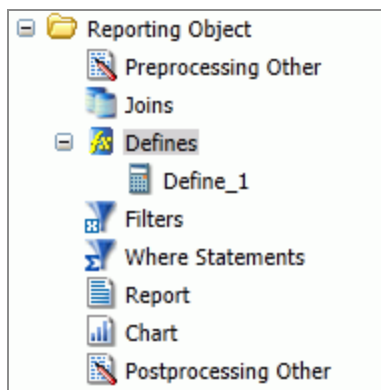 Reporting Object
Preprocessing Other
Joins
Defines
Define_1
Filters
Where Statements
Report
Chart
Postprocessing Other